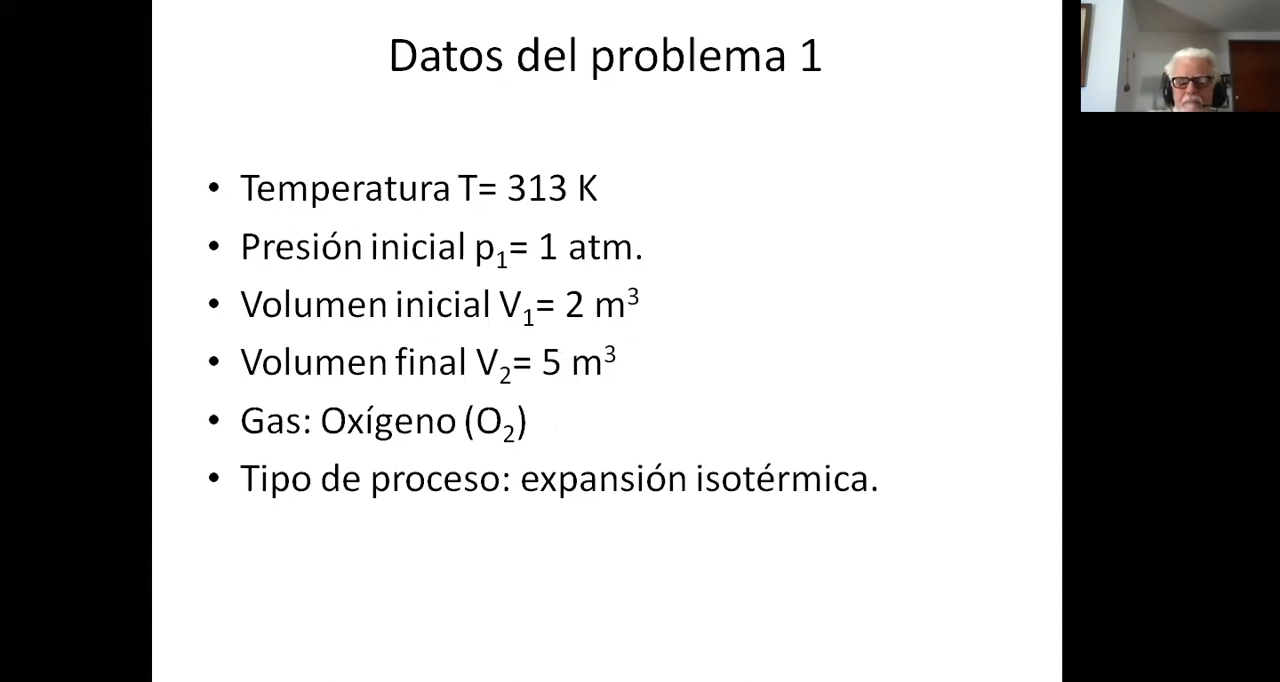 Datos del problema 1
• Temperatura T= 313 K
• Presión inicial p₁= 1 atm.
• Volumen inicial V₁= 2 m³
• Volumen final V₂= 5 m³
• Gas: Oxígeno (O₂)
• Tipo de proceso: expansión isotérmica.